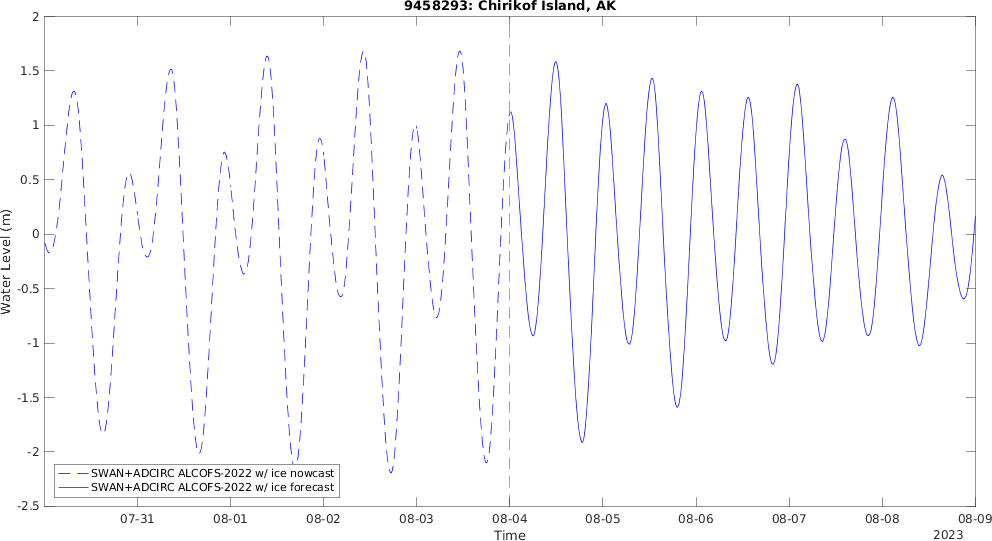 9458293: Chirikof Island, AK
2
1.5
1
0.5
0
-0.5
-1
-1.5
-2
-2.5
Water Level (m)
SWAN+ADCIRC ALCOFS-2022 w/ ice nowcast
SWAN+ADCIRC ALCOFS-2022 w/ ice forecast
07-31 08-01 08-02 08-03 08-04 08-05 08-06 08-07 08-08 08-09
Time
2023